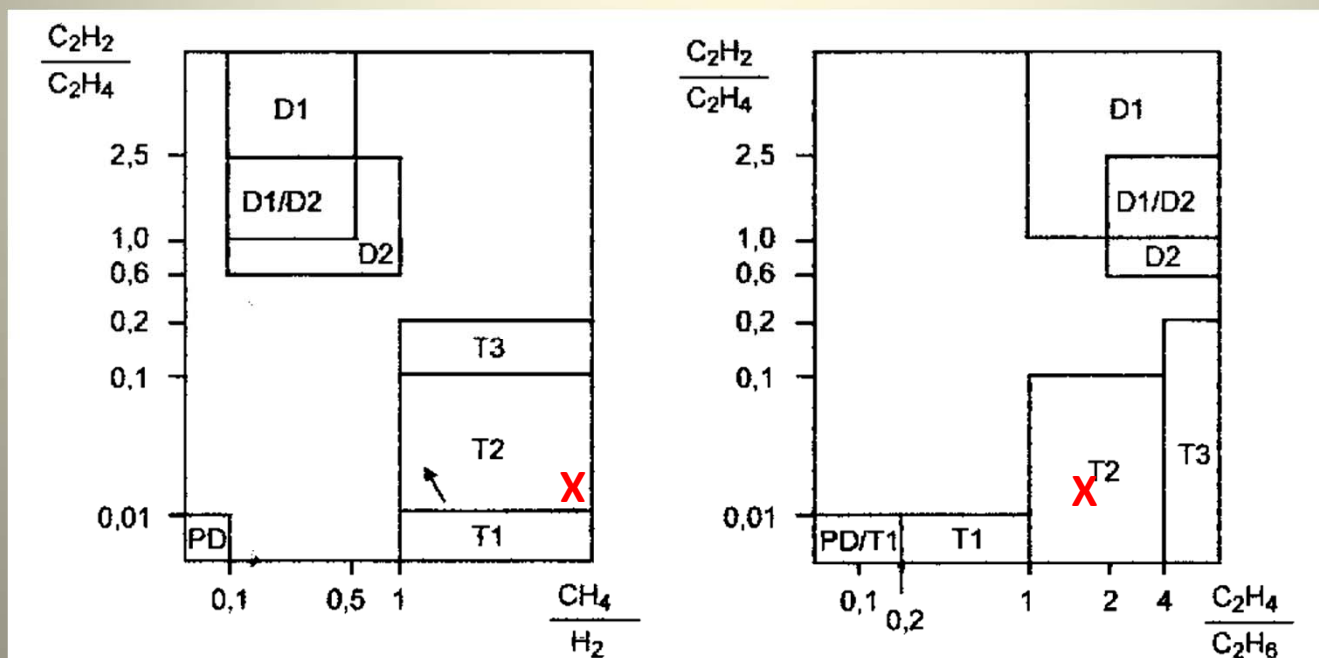 C₂H₂
C₂H₄
D1
2,5
D1/D2
1,0
D2
0,6
0,2
T3
0,1
T2
X
0,01
PD
T1
0,1
0,5
1
CH₄
H₂
C₂H₂
C₂H₄
D1
2,5
D1/D2
1,0
D2
0,6
0,2
0,1
T2
T3
X
0,01
PD/T1
T1
0,1
0,2
1
2
4
C₂H₄
C₂H₆